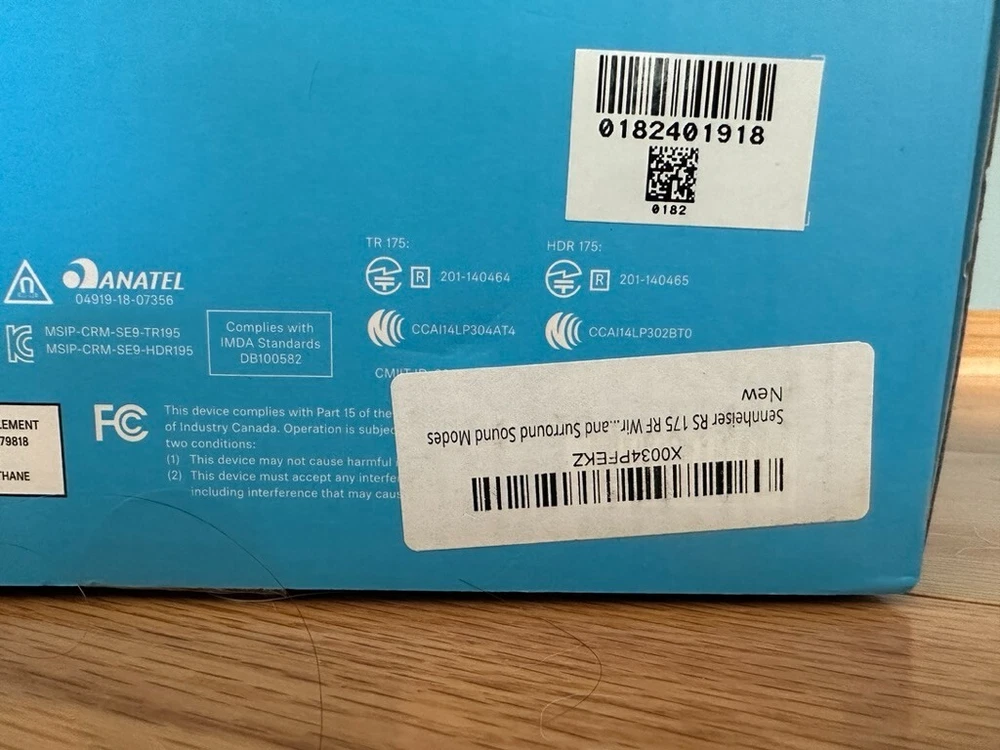 0182401918
0182
TR 175:
HDR 175:
R 201-140464
R 201-140465
ANATEL
04919-18-07356
MSIP-CRM-SE9-TR195
MSIP-CRM-SE9-HDR195
Complies with
IMDA Standards
DB100582
CCAI14LP304AT4
CCAI14LP302BT0
CMIIT ID:
LEMENT
79818
THANE
FC
This device complies with Part 15 of the
of Industry Canada. Operation is subjec
two conditions:
(1) This device may not cause harmful
(2) This device must accept any interfe
including interference that may caus
X0034PFEKZ
Sennheiser RS 175 RF Wir...and Surround Sound Modes
New